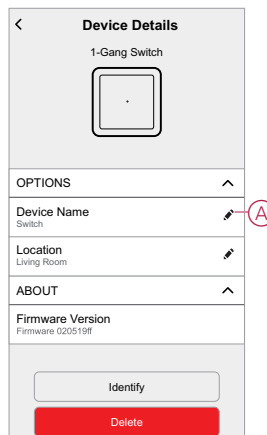 Device Details
1-Gang Switch
OPTIONS
Device Name
A
Switch
Location
Living Room
ABOUT
Firmware Version
Firmware 020519ff
Identify
Delete